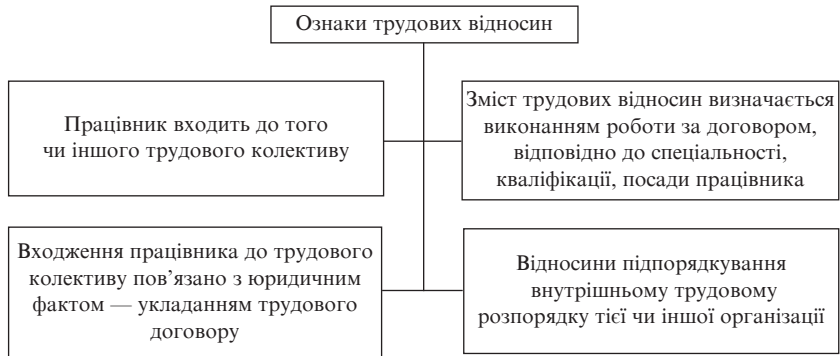 Ознаки трудових відносин
Працівник входить до того
чи іншого трудового колективу
Зміст трудових відносин визначається
виконанням роботи за договором,
відповідно до спеціальності,
кваліфікації, посади працівника
Входження працівника до трудового
колективу пов’язано з юридичним
фактом — укладанням трудового
договору
Відносини підпорядкування
внутрішньому трудовому
розпорядку тієї чи іншої організації